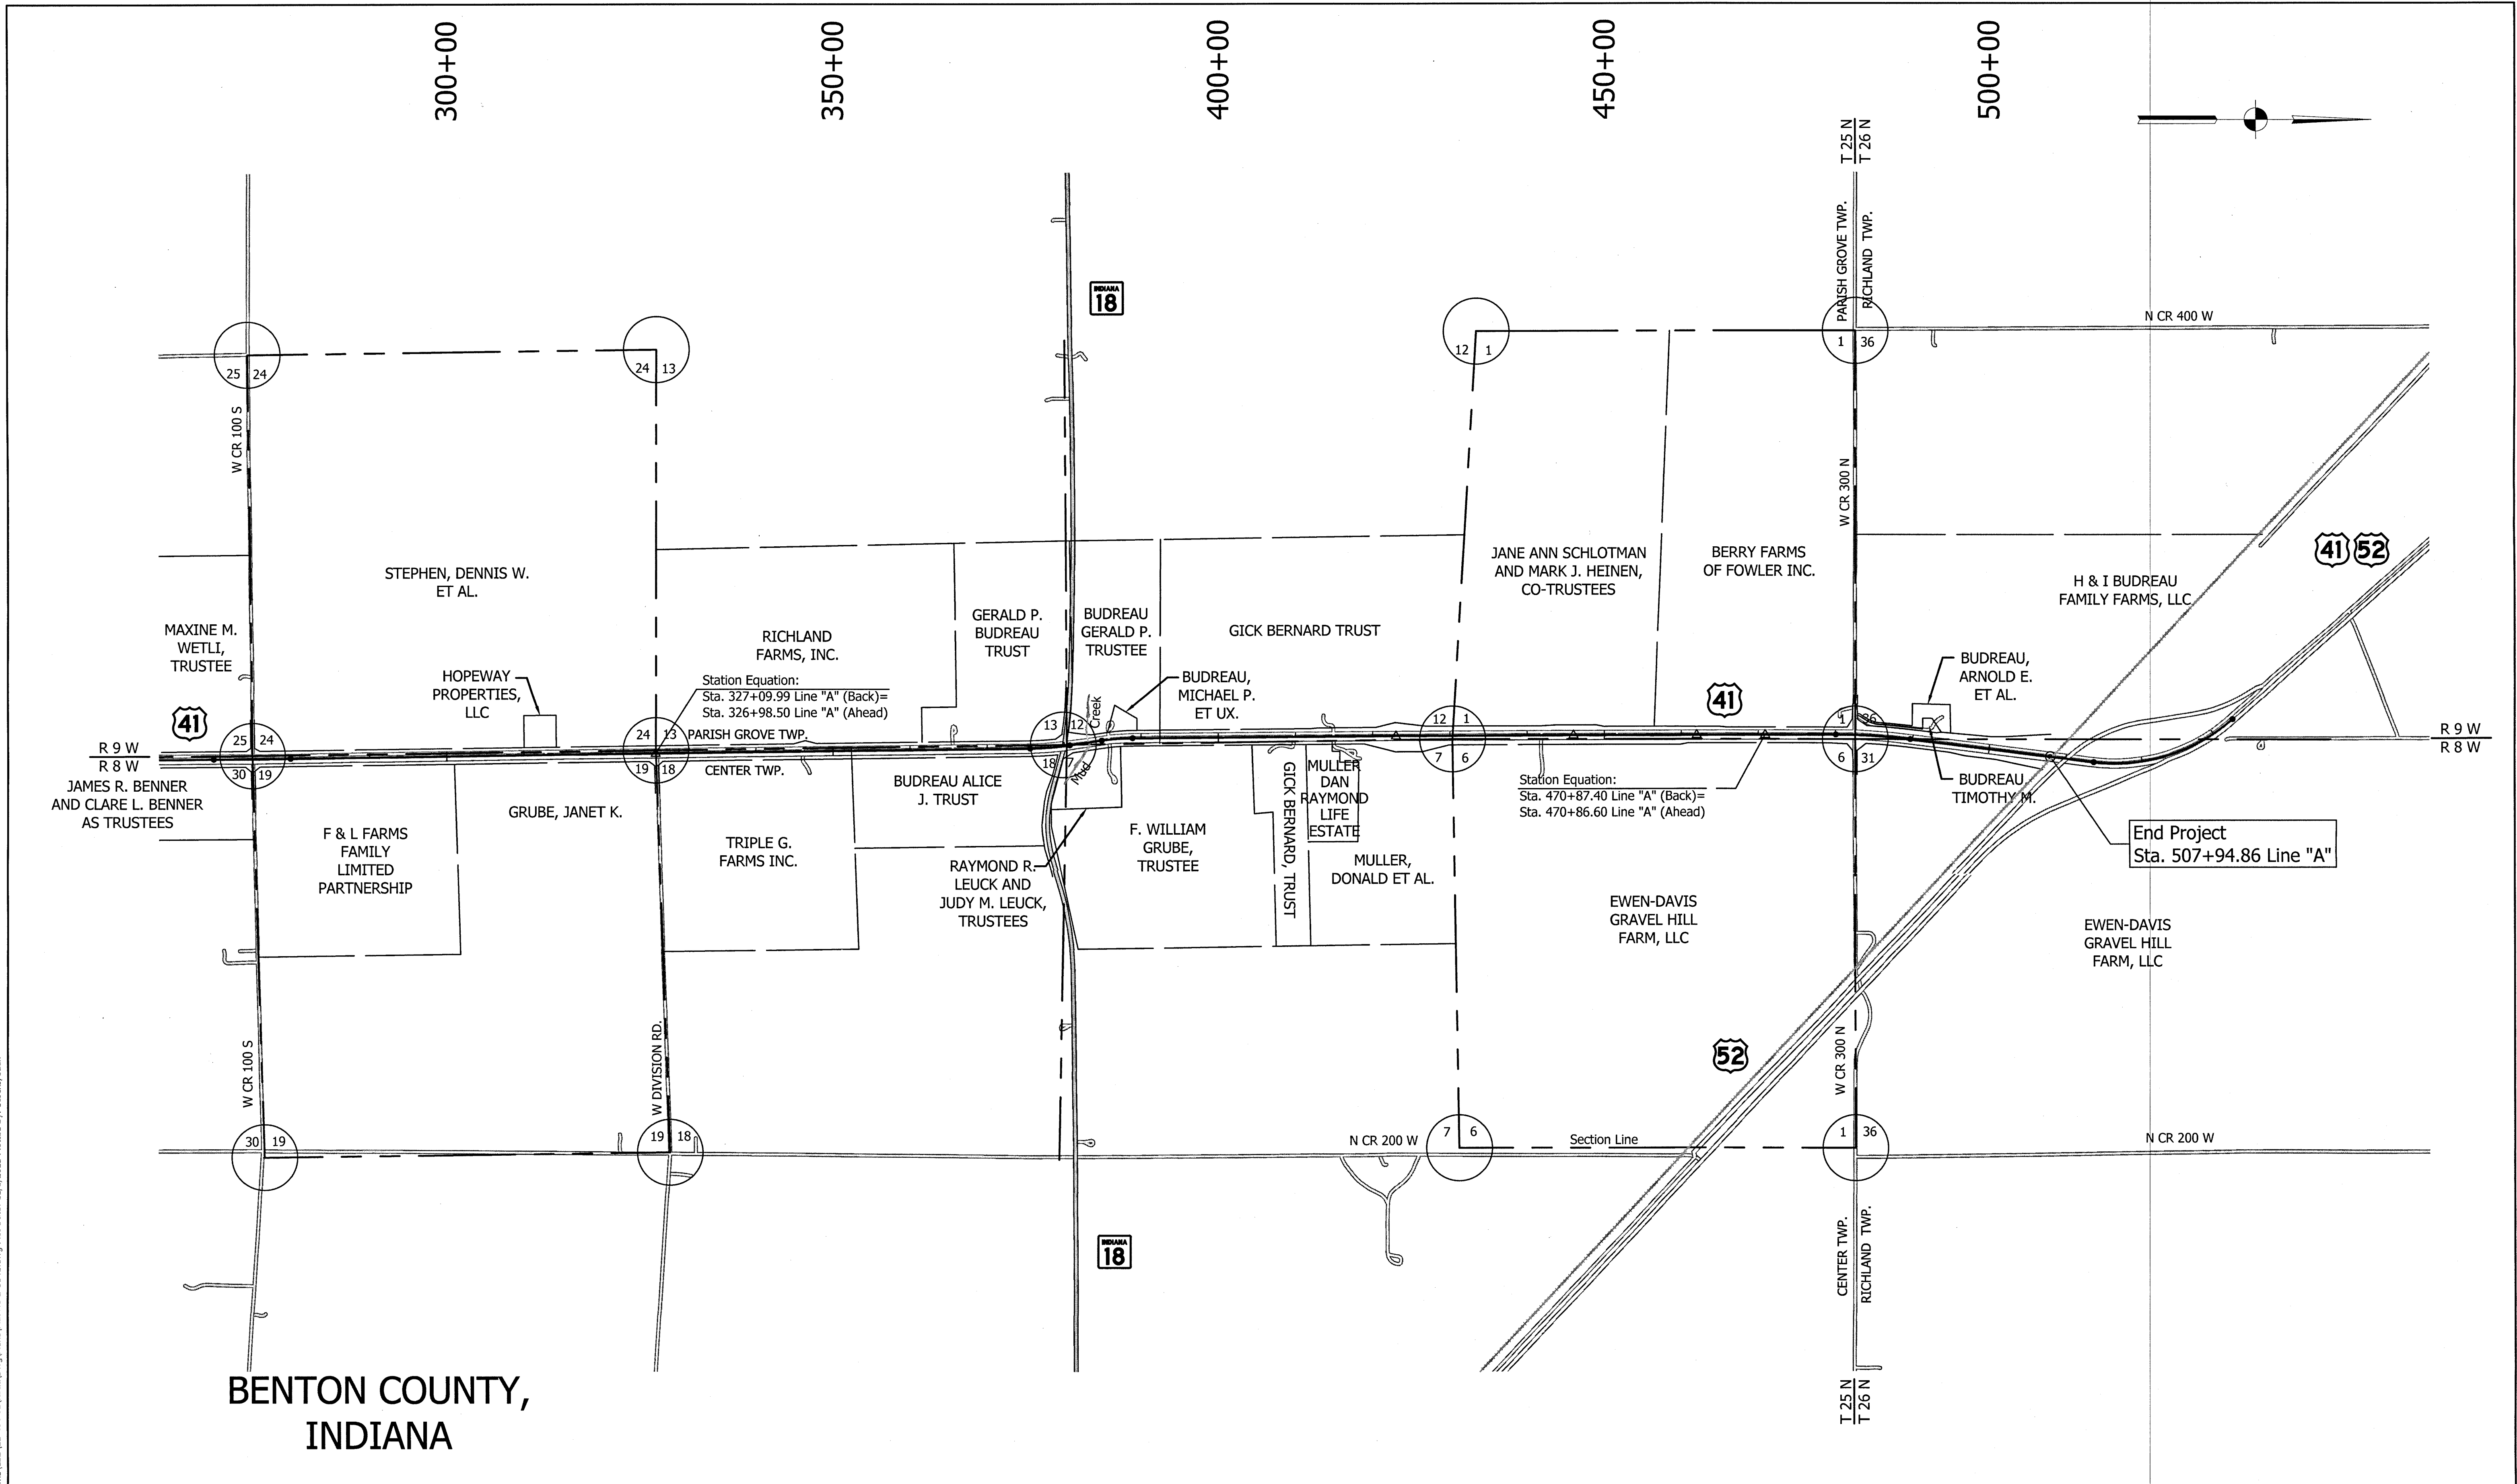 300+00
350+00
400+00
450+00
500+00
T 25 N
T 26 N
PARISH GROVE TWP.
RICHLAND TWP.
INDIANA
18
N CR 400 W
25 24
24 13
12 1
1 36
W CR 100 S
W CR 300 N
STEPHEN, DENNIS W.
ET AL.
MAXINE M.
WETLI,
TRUSTEE
HOPEWAY
PROPERTIES,
LLC
RICHLAND
FARMS, INC.
GERALD P.
BUDREAU
TRUST
BUDREAU
GERALD P.
TRUSTEE
GICK BERNARD TRUST
BUDREAU,
MICHAEL P.
ET UX.
JANE ANN SCHLOTMAN
AND MARK J. HEINEN,
CO-TRUSTEES
BERRY FARMS
OF FOWLER INC.
H & I BUDREAU
FAMILY FARMS, LLC
41 52
BUDREAU,
ARNOLD E.
ET AL.
Station Equation:
Sta. 327+09.99 Line "A" (Back)=
Sta. 326+98.50 Line "A" (Ahead)
41
41
R 9 W
R 8 W
25 24
30 19
24 13
19 18
PARISH GROVE TWP.
CENTER TWP.
13 12
18 7
Mud Creek
12 1
7 6
1 36
6 31
R 9 W
R 8 W
JAMES R. BENNER
AND CLARE L. BENNER
AS TRUSTEES
F & L FARMS
FAMILY
LIMITED
PARTNERSHIP
GRUBE, JANET K.
TRIPLE G.
FARMS INC.
BUDREAU ALICE
J. TRUST
RAYMOND R.
LEUCK AND
JUDY M. LEUCK,
TRUSTEES
F. WILLIAM
GRUBE,
TRUSTEE
GICK BERNARD, TRUST
MULLER
DAN
RAYMOND
LIFE
ESTATE
MULLER,
DONALD ET AL.
Station Equation:
Sta. 470+87.40 Line "A" (Back)=
Sta. 470+86.60 Line "A" (Ahead)
BUDREAU,
TIMOTHY M.
End Project
Sta. 507+94.86 Line "A"
EWEN-DAVIS
GRAVEL HILL
FARM, LLC
EWEN-DAVIS
GRAVEL HILL
FARM, LLC
52
W CR 100 S
W DIVISION RD.
W CR 300 N
30 19
19 18
7 6
1 36
N CR 200 W
Section Line
N CR 200 W
INDIANA
18
CENTER TWP.
RICHLAND TWP.
T 25 N
T 26 N
BENTON COUNTY,
INDIANA